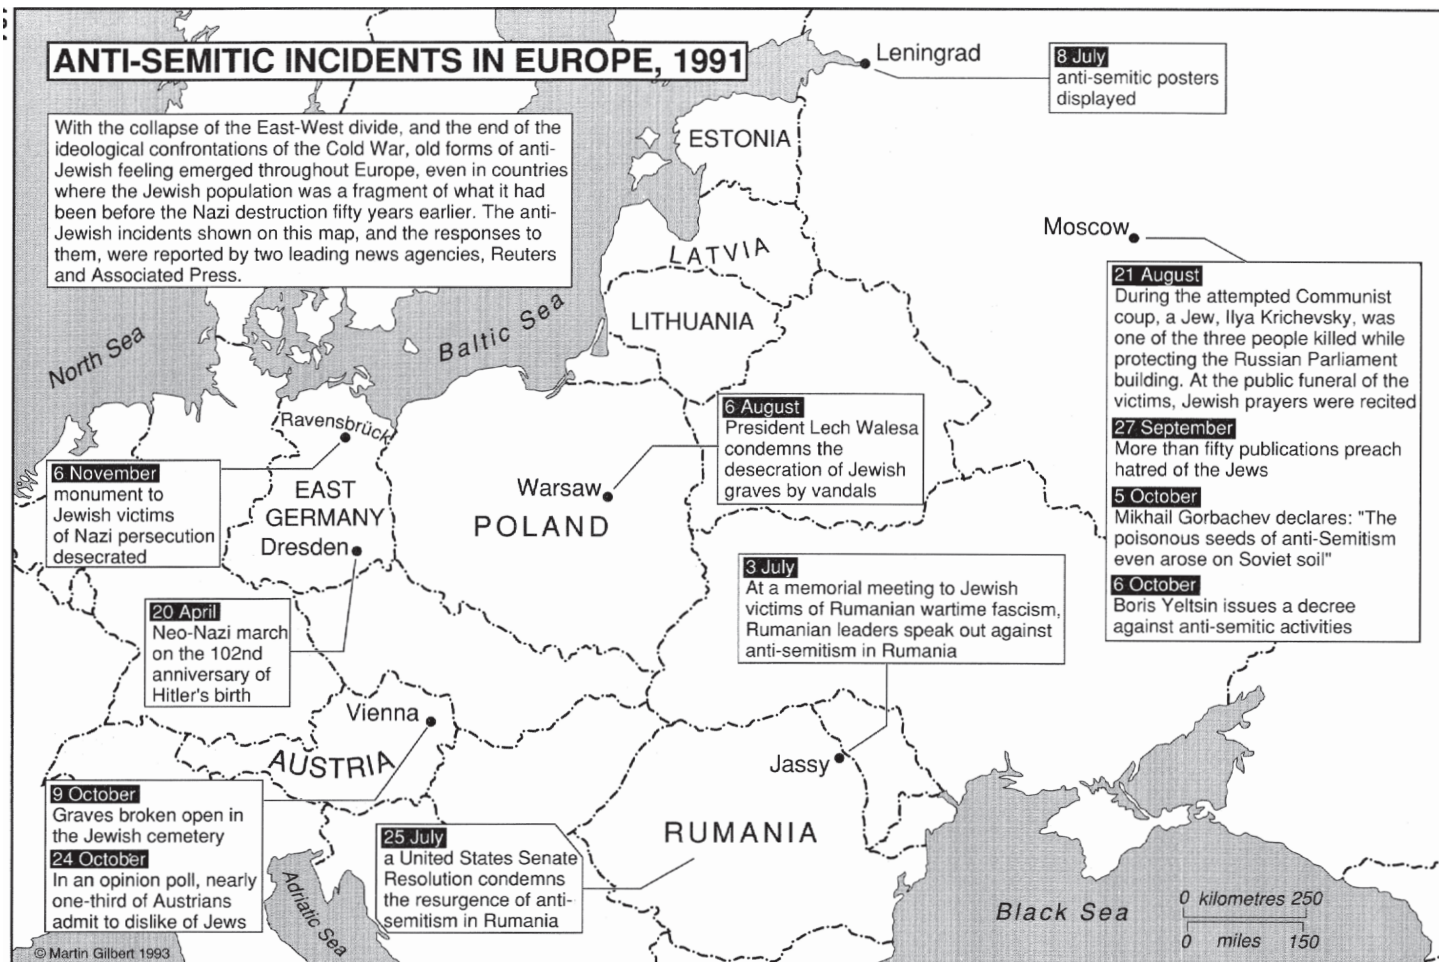 ANTI-SEMITIC INCIDENTS IN EUROPE, 1991
With the collapse of the East-West divide, and the end of the
ideological confrontations of the Cold War, old forms of anti-
Jewish feeling emerged throughout Europe, even in countries
where the Jewish population was a fragment of what it had
been before the Nazi destruction fifty years earlier. The anti-
Jewish incidents shown on this map, and the responses to
them, were reported by two leading news agencies, Reuters
and Associated Press.
Leningrad
8 July
anti-semitic posters
displayed
ESTONIA
LATVIA
LITHUANIA
Baltic Sea
North Sea
Moscow
21 August
During the attempted Communist
coup, a Jew, Ilya Krichevsky, was
one of the three people killed while
protecting the Russian Parliament
building. At the public funeral of the
victims, Jewish prayers were recited
27 September
More than fifty publications preach
hatred of the Jews
5 October
Mikhail Gorbachev declares: "The
poisonous seeds of anti-Semitism
even arose on Soviet soil"
6 October
Boris Yeltsin issues a decree
against anti-semitic activities
Ravensbrück
6 November
monument to
Jewish victims
of Nazi persecution
desecrated
EAST
GERMANY
Dresden
6 August
President Lech Walesa
condemns the
desecration of Jewish
graves by vandals
Warsaw
POLAND
20 April
Neo-Nazi march
on the 102nd
anniversary of
Hitler's birth
3 July
At a memorial meeting to Jewish
victims of Rumanian wartime fascism,
Rumanian leaders speak out against
anti-semitism in Rumania
Vienna
AUSTRIA
Jassy
9 October
Graves broken open in
the Jewish cemetery
24 October
In an opinion poll, nearly
one-third of Austrians
admit to dislike of Jews
25 July
a United States Senate
Resolution condemns
the resurgence of anti-
semitism in Rumania
RUMANIA
Adriatic Sea
Black Sea
0 kilometres 250
0 miles 150
© Martin Gilbert 1993